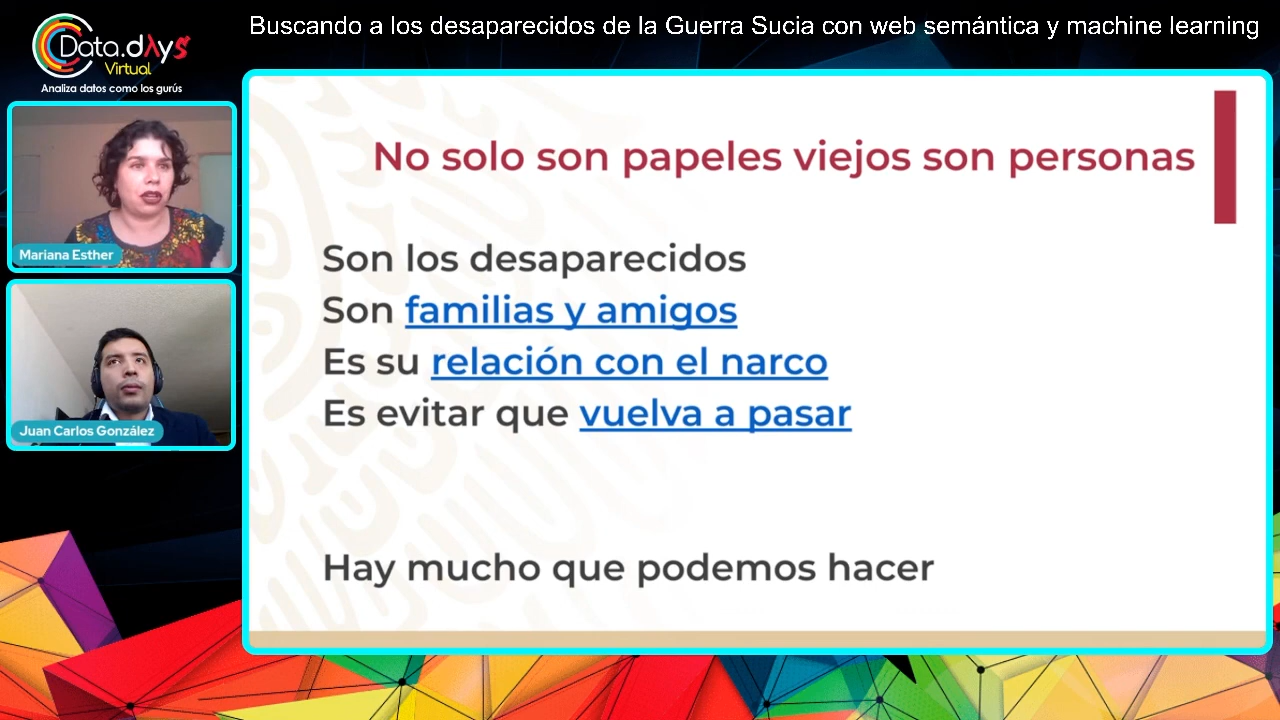 Buscando a los desaparecidos de la Guerra Sucia con web semántica y machine learning
Data.dAys
Virtual
Analiza datos como los gurús
Mariana Esther
Juan Carlos González
No solo son papeles viejos son personas
Son los desaparecidos
Son familias y amigos
Es su relación con el narco
Es evitar que vuelva a pasar
Hay mucho que podemos hacer